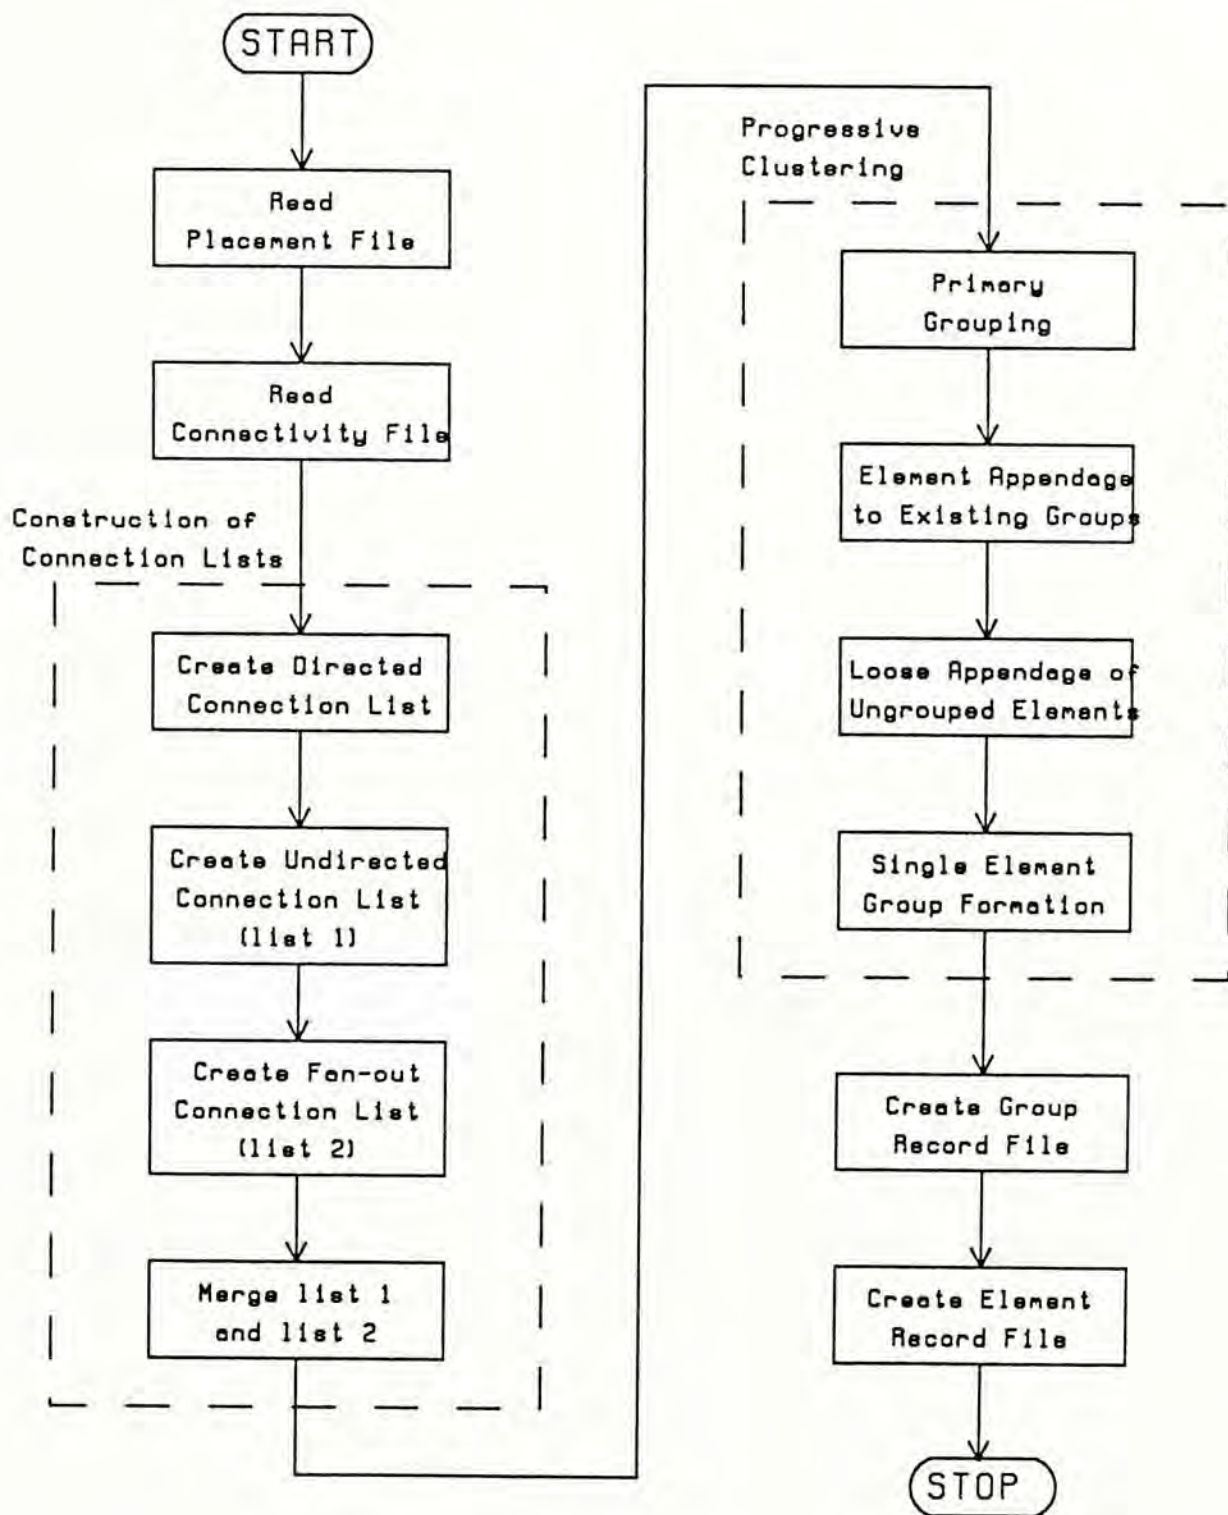 START
Read
Placement File
Read
Connectivity File
Construction of
Connection Lists
Create Directed
Connection List
Create Undirected
Connection List
(list 1)
Create Fan-out
Connection List
(list 2)
Merge list 1
and list 2
Progressive
Clustering
Primary
Grouping
Element Appendage
to Existing Groups
Loose Appendage of
Ungrouped Elements
Single Element
Group Formation
Create Group
Record File
Create Element
Record File
STOP